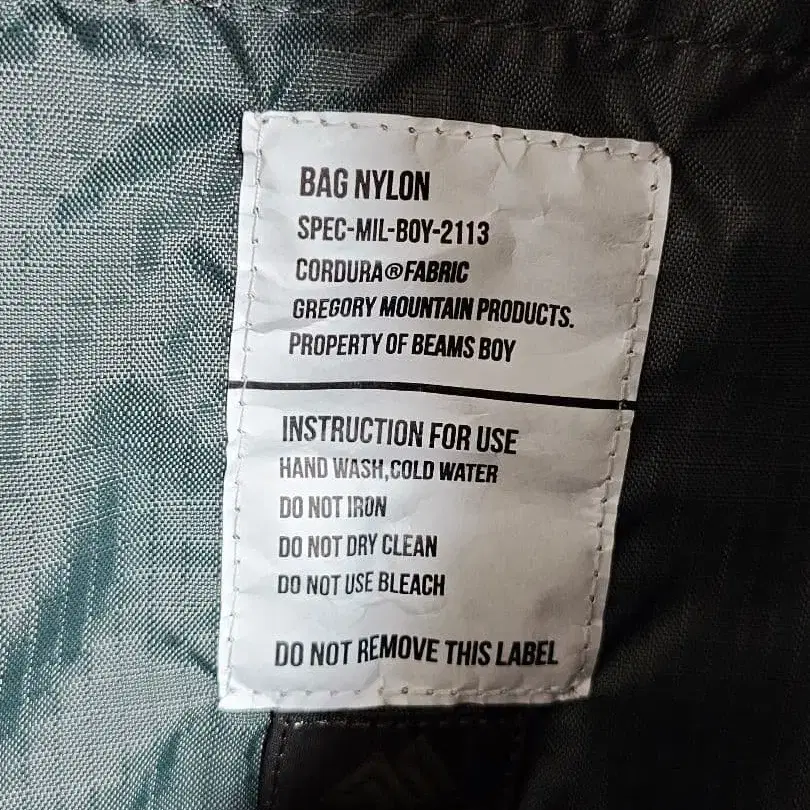 BAG NYLON
SPEC-MIL-BOY-2113
CORDURA®FABRIC
GREGORY MOUNTAIN PRODUCTS.
PROPERTY OF BEAMS BOY
INSTRUCTION FOR USE
HAND WASH,COLD WATER
DO NOT IRON
DO NOT DRY CLEAN
DO NOT USE BLEACH
DO NOT REMOVE THIS LABEL